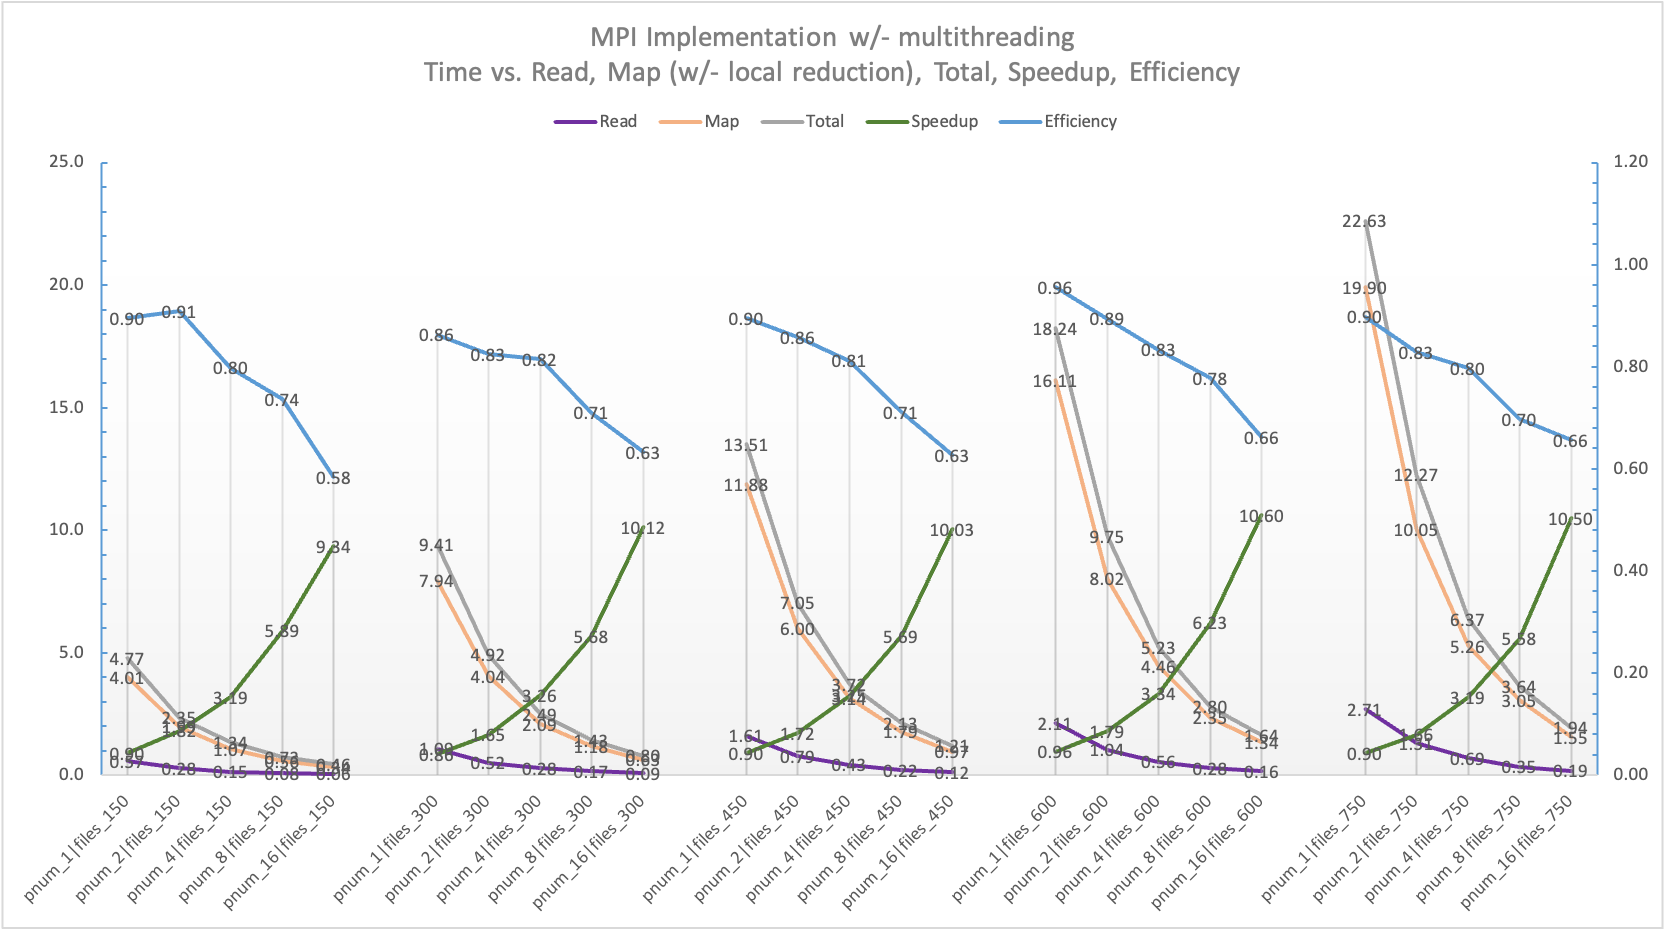 MPI Implementation w/- multithreading
Time vs. Read, Map (w/- local reduction), Total, Speedup, Efficiency
Read Map Total Speedup Efficiency
25.0
20.0
15.0
10.0
5.0
0.0
1.20
1.00
0.80
0.60
0.40
0.20
0.00
0.90 0.91 0.80 0.74 0.58
4.77 2.35
4.01 1.07
3.19 5.89 9.34
0.57 0.28 0.15 0.08 0.06
0.86 0.83 0.82 0.71 0.63
9.41 4.92 2.49 1.43
7.94 4.04 2.09 1.18
3.26 5.68 10.12
0.52 0.28 0.17 0.09
0.90 0.86 0.81 0.71 0.63
13.51 7.05 3.72 2.13 1.21
11.88 6.00 3.14 1.79 0.97
0.90 1.72 5.69 10.03
1.61 0.79 0.43 0.22 0.12
0.96 0.89 0.83 0.78 0.66
18.24 9.75 5.23 2.80 1.64
16.11 8.02 4.46 2.35 1.34
0.96 1.79 3.34 6.23 10.60
2.11 1.04 0.56 0.28 0.16
0.90 0.83 0.80 0.70 0.66
22.63 12.27 6.37 3.64 1.94
19.90 10.05 5.26 3.05 1.55
0.90 3.19 5.58 10.50
2.71 0.69 0.35 0.19
pnum_1|files_150
pnum_2|files_150
pnum_4|files_150
pnum_8|files_150
pnum_16|files_150
pnum_1|files_300
pnum_2|files_300
pnum_4|files_300
pnum_8|files_300
pnum_16|files_300
pnum_1|files_450
pnum_2|files_450
pnum_4|files_450
pnum_8|files_450
pnum_16|files_450
pnum_1|files_600
pnum_2|files_600
pnum_4|files_600
pnum_8|files_600
pnum_16|files_600
pnum_1|files_750
pnum_2|files_750
pnum_4|files_750
pnum_8|files_750
pnum_16|files_750